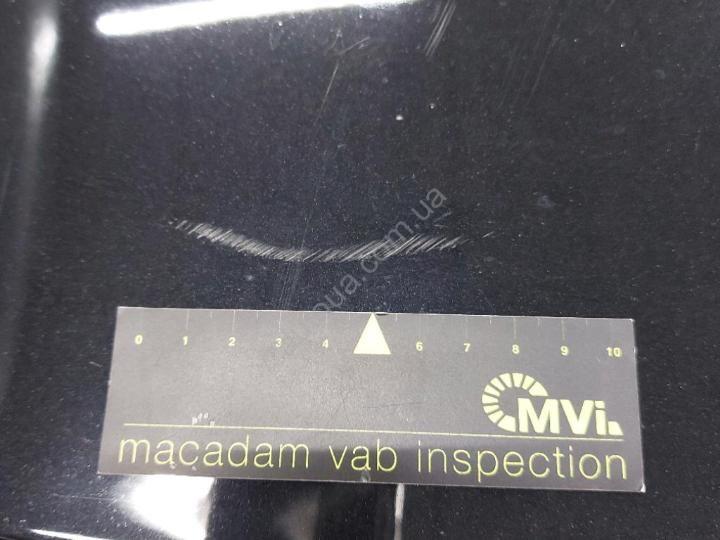 0 1 2 3 4 6 7 8 9 10
MVi.
macadam vab inspection